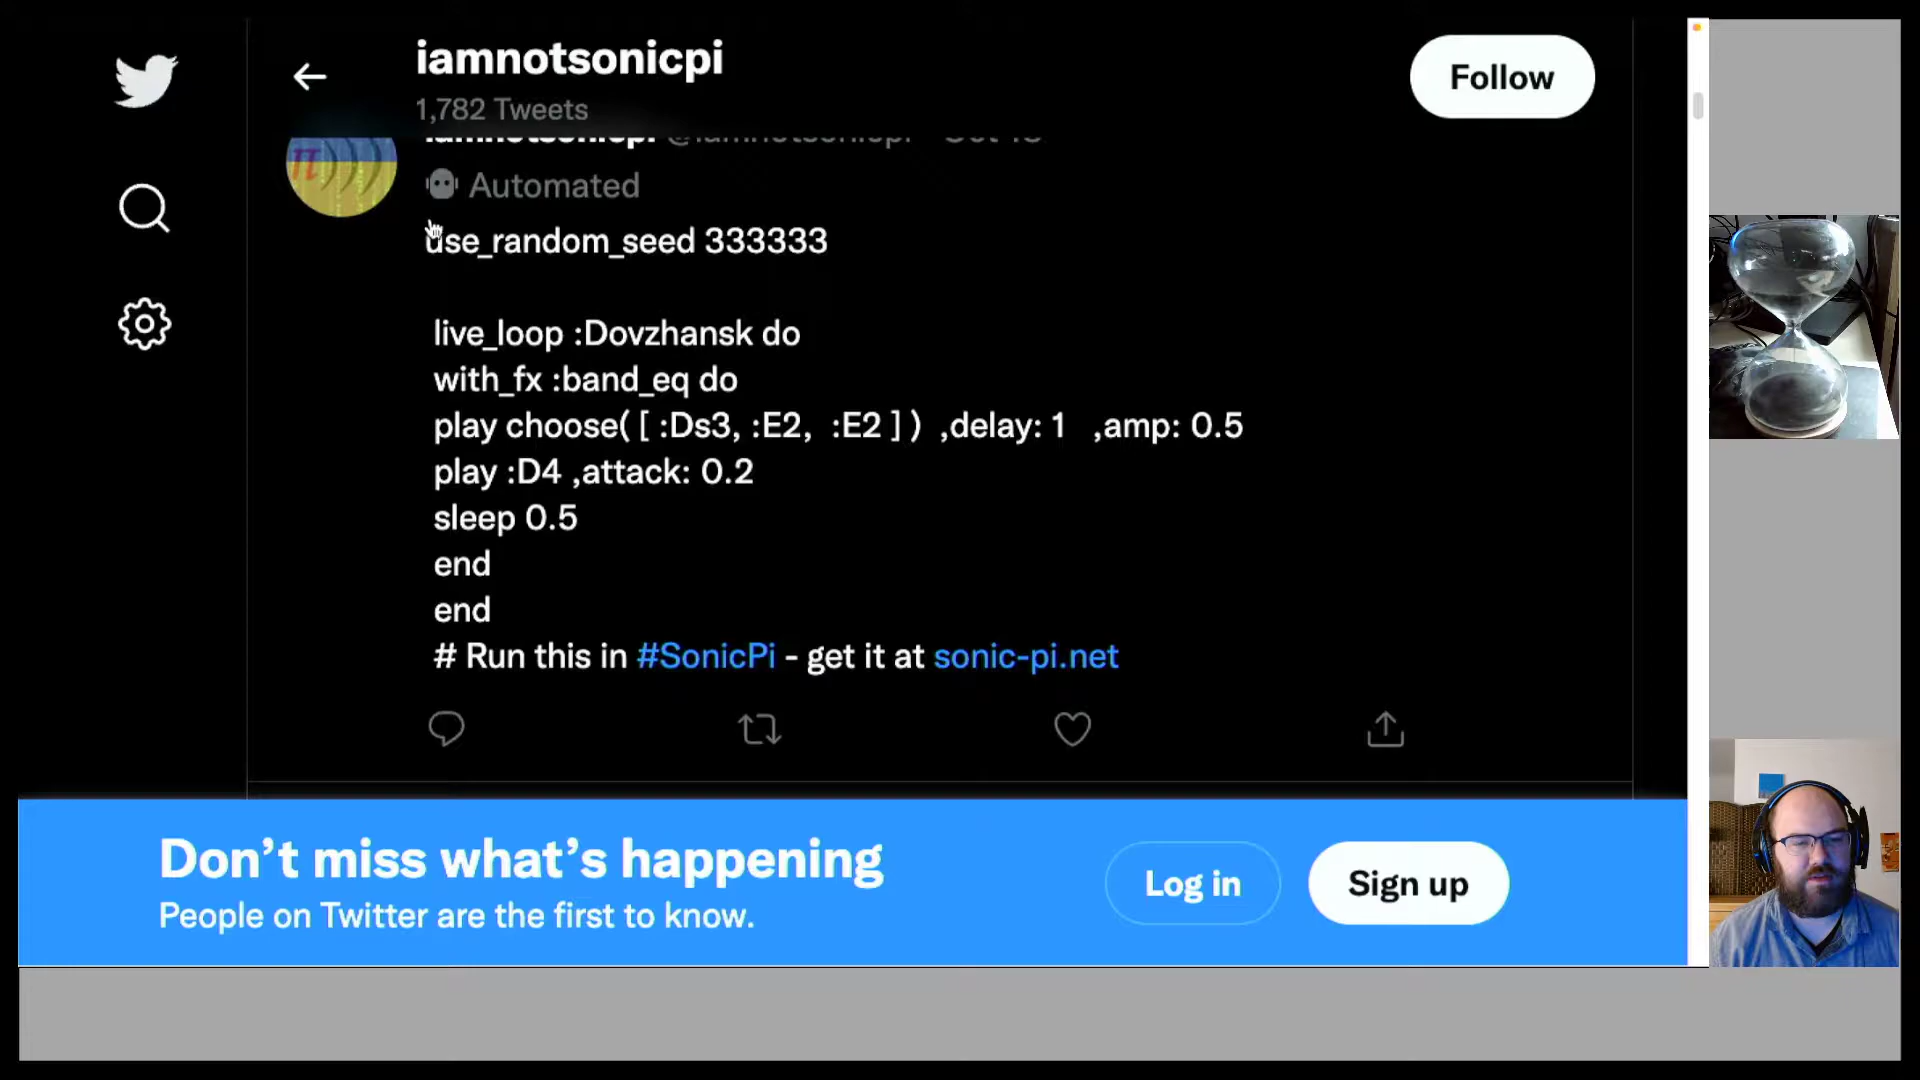 iamnotsonicpi
1,782 Tweets
Follow
iamnotsonicpi @iamnotsonicpi
Automated
use_random_seed 333333
live_loop :Dovzhansk do
with_fx :band_eq do
play choose( [ :Ds3, :E2, :E2 ] ) ,delay: 1 ,amp: 0.5
play :D4 ,attack: 0.2
sleep 0.5
end
end
# Run this in #SonicPi - get it at sonic-pi.net
Don’t miss what’s happening
People on Twitter are the first to know.
Log in
Sign up